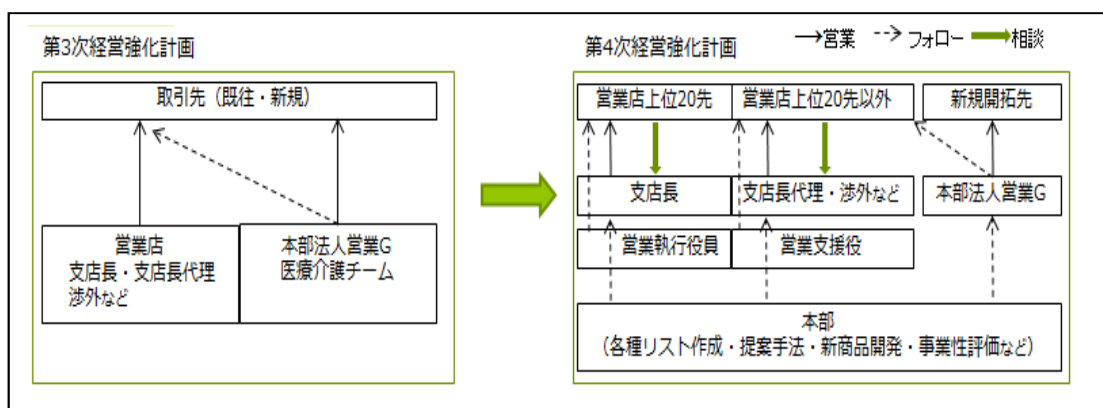 第3次経営強化計画
取引先（既往・新規）
営業店
支店長・支店長代理
渉外など
本部法人営業G
医療介護チーム
第4次経営強化計画
営業
フォロー
相談
営業店上位20先
営業店上位20先以外
新規開拓先
支店長
支店長代理・渉外など
本部法人営業G
営業執行役員
営業支援役
本部
（各種リスト作成・提案手法・新商品開発・事業性評価など）